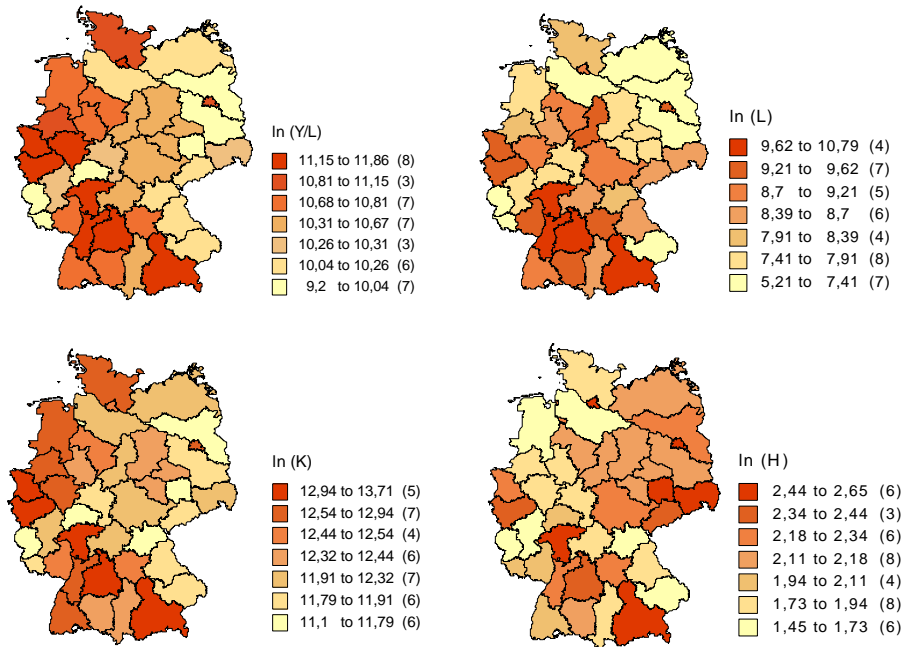 ln (Y/L)
11,15 to 11,86 (8)
10,81 to 11,15 (3)
10,68 to 10,81 (7)
10,31 to 10,67 (7)
10,26 to 10,31 (3)
10,04 to 10,26 (6)
9,2 to 10,04 (7)
ln (L)
9,62 to 10,79 (4)
9,21 to 9,62 (7)
8,7 to 9,21 (5)
8,39 to 8,7 (6)
7,91 to 8,39 (4)
7,41 to 7,91 (8)
5,21 to 7,41 (7)
ln (K)
12,94 to 13,71 (5)
12,54 to 12,94 (7)
12,44 to 12,54 (4)
12,32 to 12,44 (6)
11,91 to 12,32 (7)
11,79 to 11,91 (6)
11,1 to 11,79 (6)
ln (H)
2,44 to 2,65 (6)
2,34 to 2,44 (3)
2,18 to 2,34 (6)
2,11 to 2,18 (8)
1,94 to 2,11 (4)
1,73 to 1,94 (8)
1,45 to 1,73 (6)